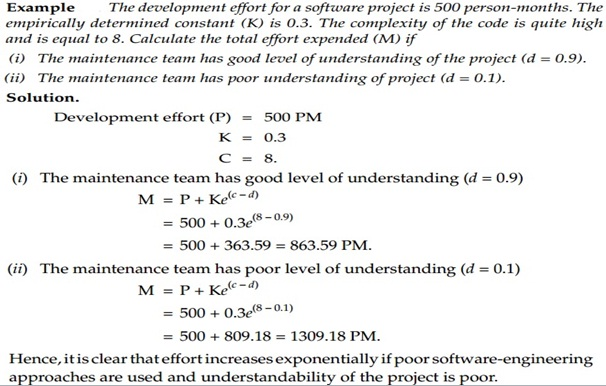 Example The development effort for a software project is 500 person-months. The
empirically determined constant (K) is 0.3. The complexity of the code is quite high
and is equal to 8. Calculate the total effort expended (M) if
(i) The maintenance team has good level of understanding of the project (d = 0.9).
(ii) The maintenance team has poor understanding of project (d = 0.1).
Solution.
Development effort (P) = 500 PM
K = 0.3
C = 8.
(i) The maintenance team has good level of understanding (d = 0.9)
M = P + Ke^(c – d)
= 500 + 0.3e^(8 – 0.9)
= 500 + 363.59 = 863.59 PM.
(ii) The maintenance team has poor level of understanding (d = 0.1)
M = P + Ke^(c – d)
= 500 + 0.3e^(8 – 0.1)
= 500 + 809.18 = 1309.18 PM.
Hence, it is clear that effort increases exponentially if poor software-engineering
approaches are used and understandability of the project is poor.